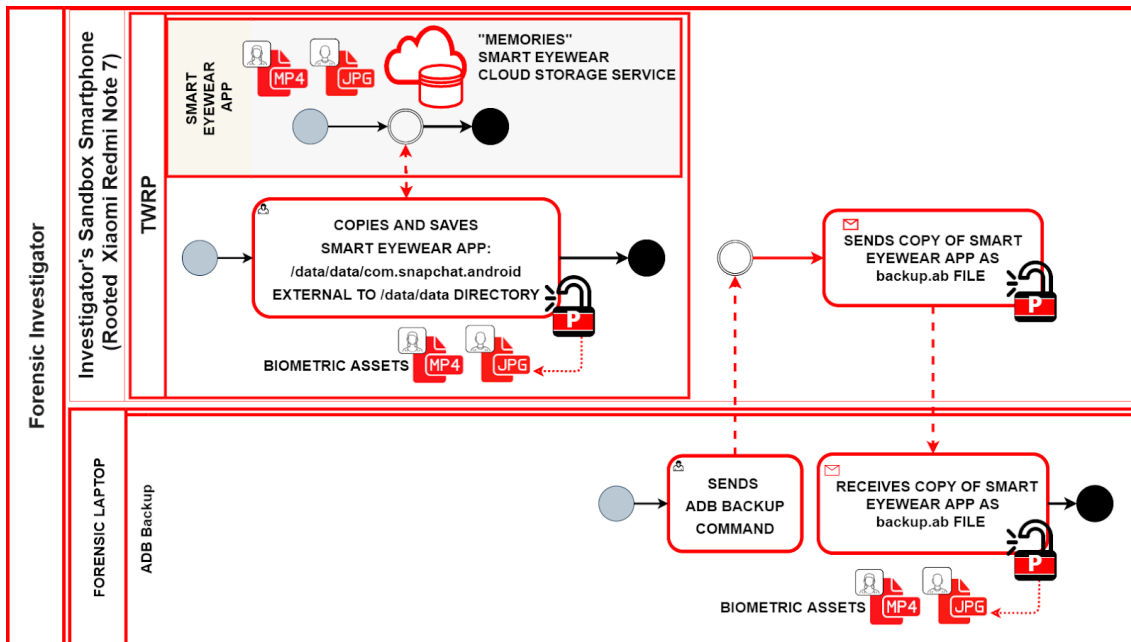 Forensic Investigator
Investigator's Sandbox Smartphone
(Rooted Xiaomi Redmi Note 7)
TWRP
SMART
EYEWEAR
APP
MP4
JPG
"MEMORIES"
SMART EYEWEAR
CLOUD STORAGE SERVICE
COPIES AND SAVES
SMART EYEWEAR APP:
/data/data/com.snapchat.android
EXTERNAL TO /data/data DIRECTORY
P
BIOMETRIC ASSETS
MP4
JPG
SENDS COPY OF SMART
EYEWEAR APP AS
backup.ab FILE
P
FORENSIC LAPTOP
ADB Backup
SENDS
ADB BACKUP
COMMAND
RECEIVES COPY OF SMART
EYEWEAR APP AS
backup.ab FILE
P
BIOMETRIC ASSETS
MP4
JPG